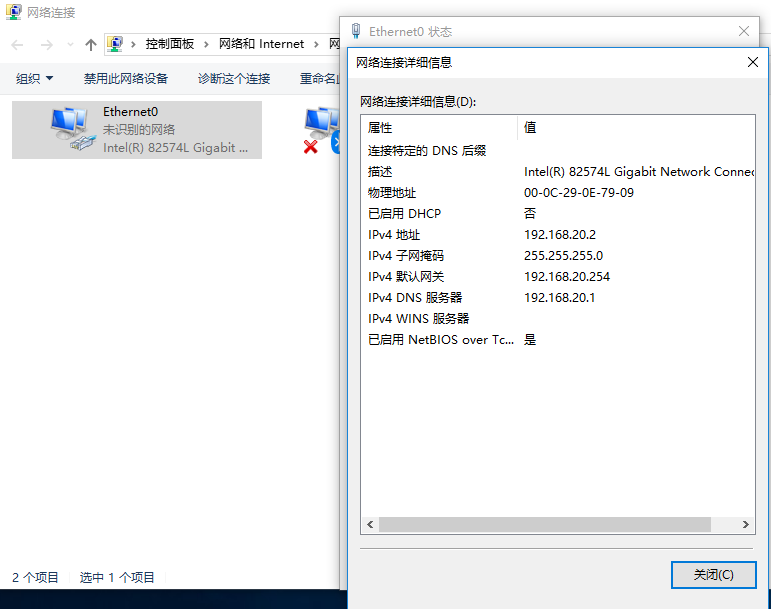 网络连接
控制面板 > 网络和 Internet >
组织 禁用此网络设备 诊断这个连接
Ethernet0
未识别的网络
Intel(R) 82574L Gigabit ...
2 个项目 选中 1 个项目
Ethernet0 状态
网络连接详细信息
网络连接详细信息(D):
属性 值
连接特定的 DNS 后缀
描述 Intel(R) 82574L Gigabit Network
物理地址 00-0C-29-0E-79-09
已启用 DHCP 否
IPv4 地址 192.168.20.2
IPv4 子网掩码 255.255.255.0
IPv4 默认网关 192.168.20.254
IPv4 DNS 服务器 192.168.20.1
IPv4 WINS 服务器
已启用 NetBIOS over Tc... 是
关闭(C)